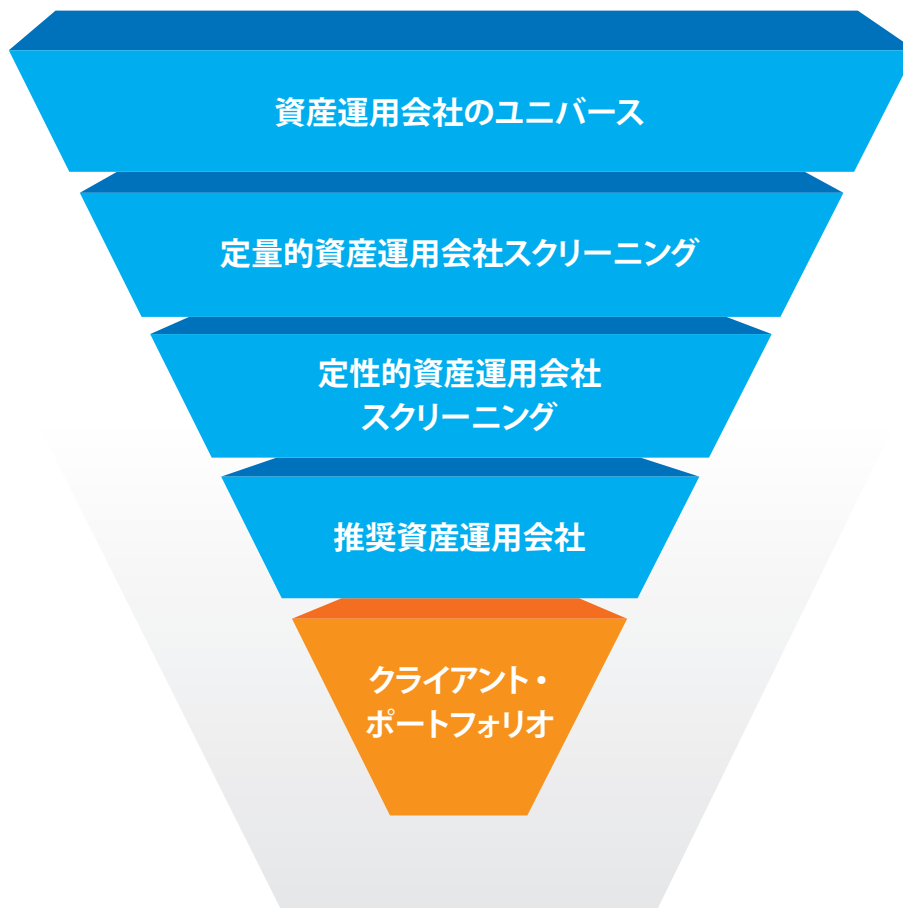 資産運用会社のユニバース
定量的資産運用会社スクリーニング
定性的資産運用会社
スクリーニング
推奨資産運用会社
クライアント・
ポートフォリオ